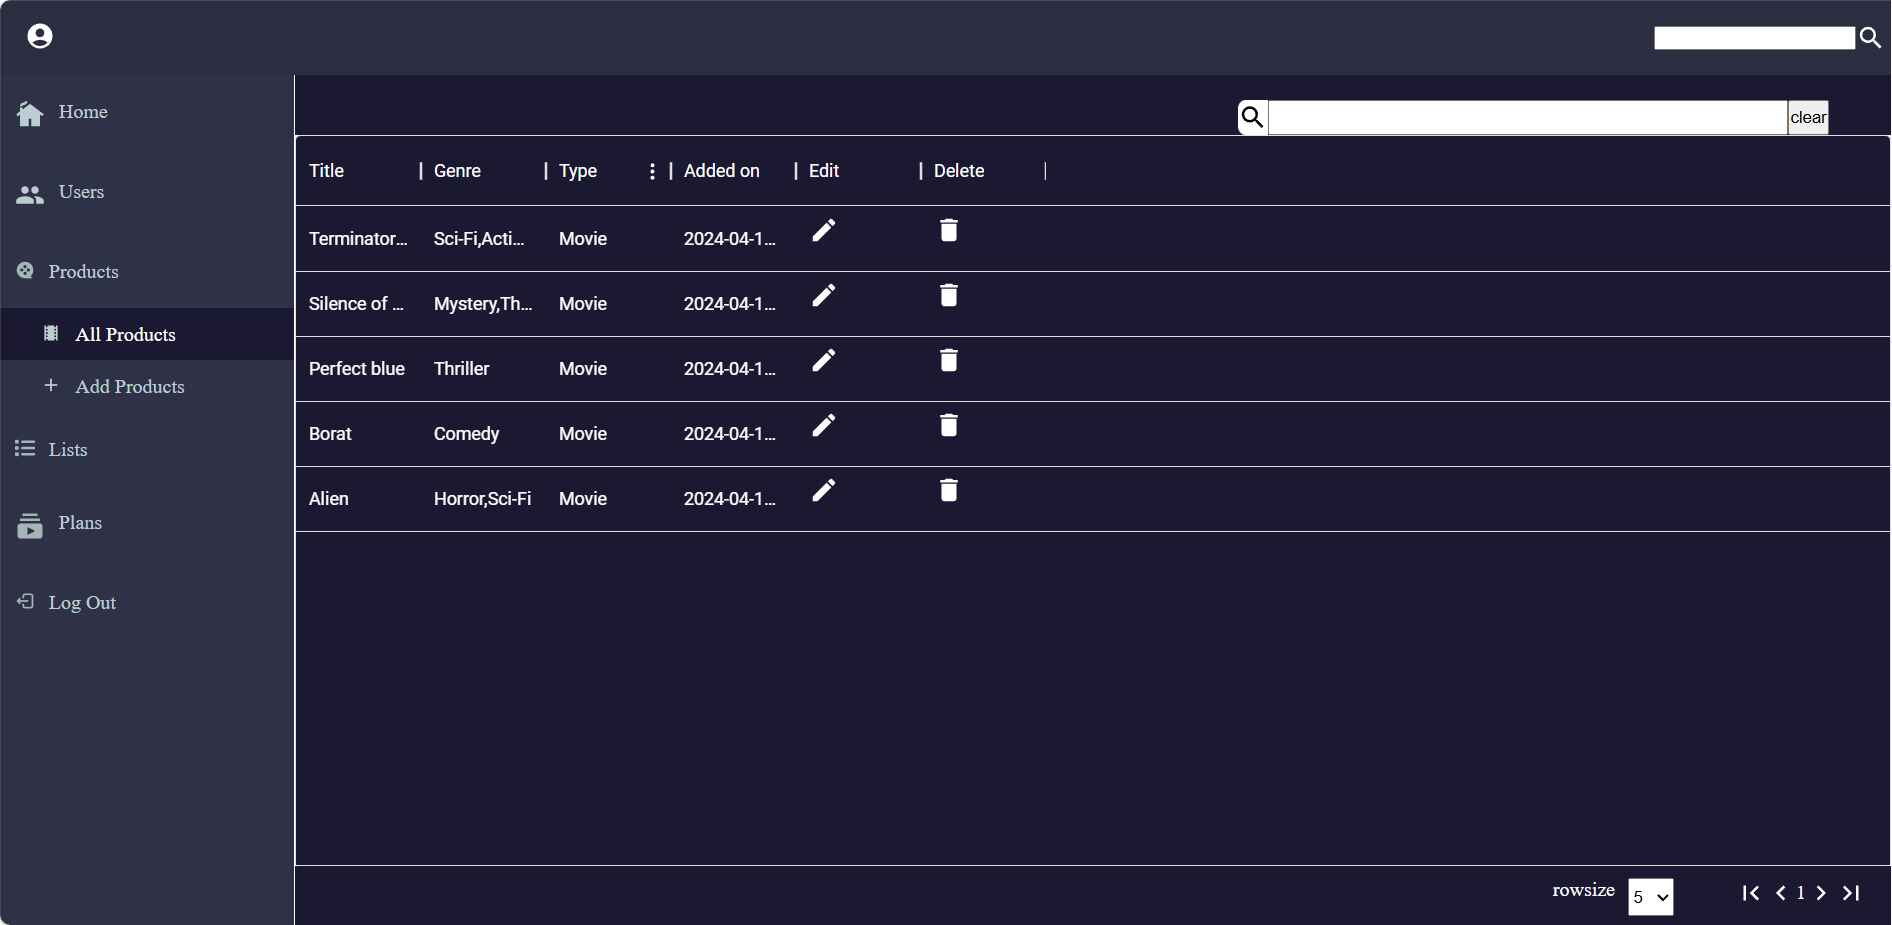 Home
Users
Products
All Products
Add Products
Lists
Plans
Log Out
clear
Title Genre Type Added on Edit Delete
Terminator... Sci-Fi,Acti... Movie 2024-04-1...
Silence of ... Mystery,Th... Movie 2024-04-1...
Perfect blue Thriller Movie 2024-04-1...
Borat Comedy Movie 2024-04-1...
Alien Horror,Sci-Fi Movie 2024-04-1...
rowsize 5 1